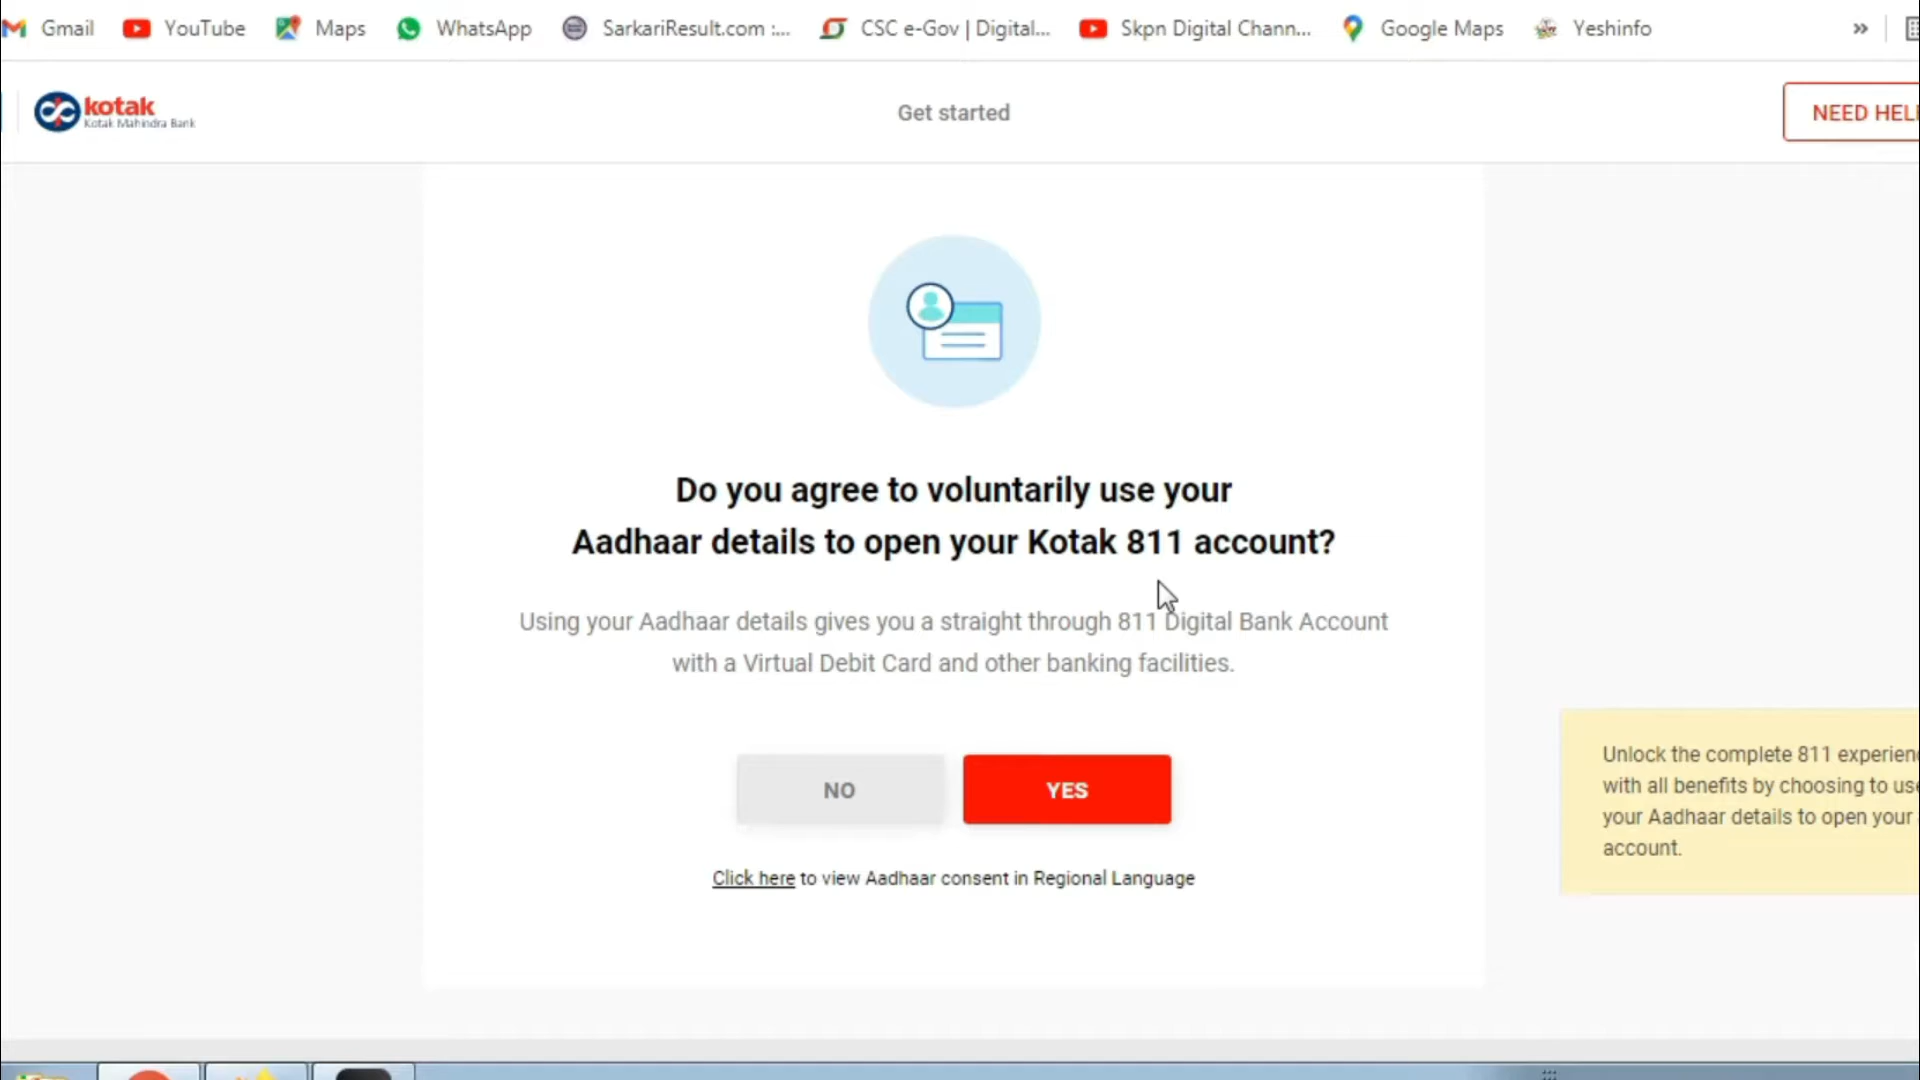 Gmail YouTube Maps WhatsApp SarkariResult.com :... CSC e-Gov | Digital... Skpn Digital Chann... Google Maps Yeshinfo »
kotak
Kotak Mahindra Bank
Get started
NEED HEL
Do you agree to voluntarily use your
Aadhaar details to open your Kotak 811 account?
Using your Aadhaar details gives you a straight through 811 Digital Bank Account
with a Virtual Debit Card and other banking facilities.
NO YES
Click here to view Aadhaar consent in Regional Language
Unlock the complete 811 experien
with all benefits by choosing to us
your Aadhaar details to open your
account.